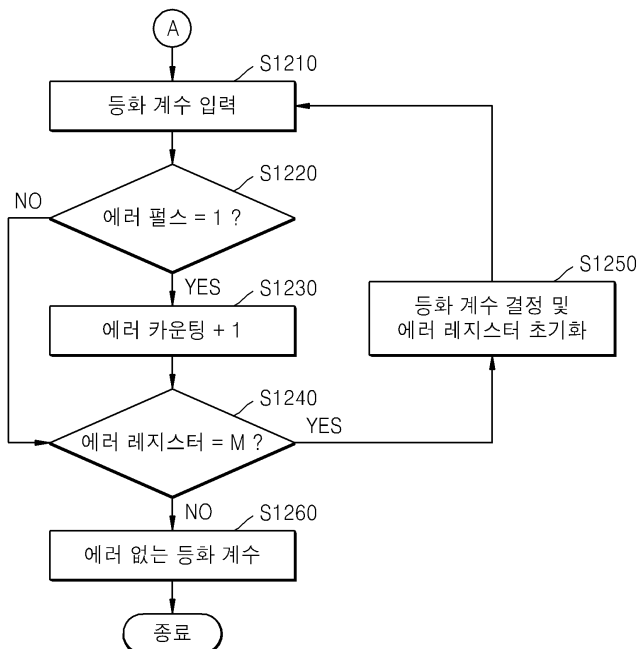 A
S1210
등화 계수 입력
S1220
NO
에러 펄스 = 1 ?
YES
S1230
에러 카운팅 + 1
S1250
등화 계수 결정 및
에러 레지스터 초기화
S1240
에러 레지스터 = M ?
YES
NO
S1260
에러 없는 등화 계수
종료